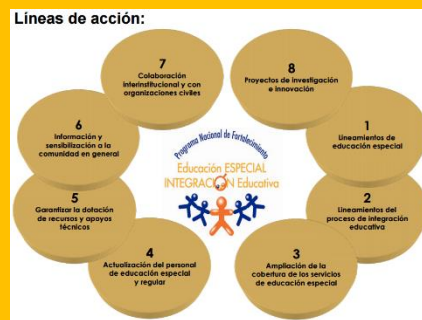 Líneas de acción:
7
Colaboración
interinstitucional y con
organizaciones civiles
8
Proyectos de investigación
e innovación
6
Información y
sensibilización a la
comunidad en general
1
Lineamientos de
educación especial
Programa Nacional de Fortalecimiento
Educación ESPECIAL
INTEGRACIÓN Educativa
5
Garantizar la dotación
de recursos y apoyos
técnicos
2
Lineamientos del
proceso de integración
educativa
4
Actualización del personal
de educación especial
y regular
3
Ampliación de la
cobertura de los servicios
de educación especial